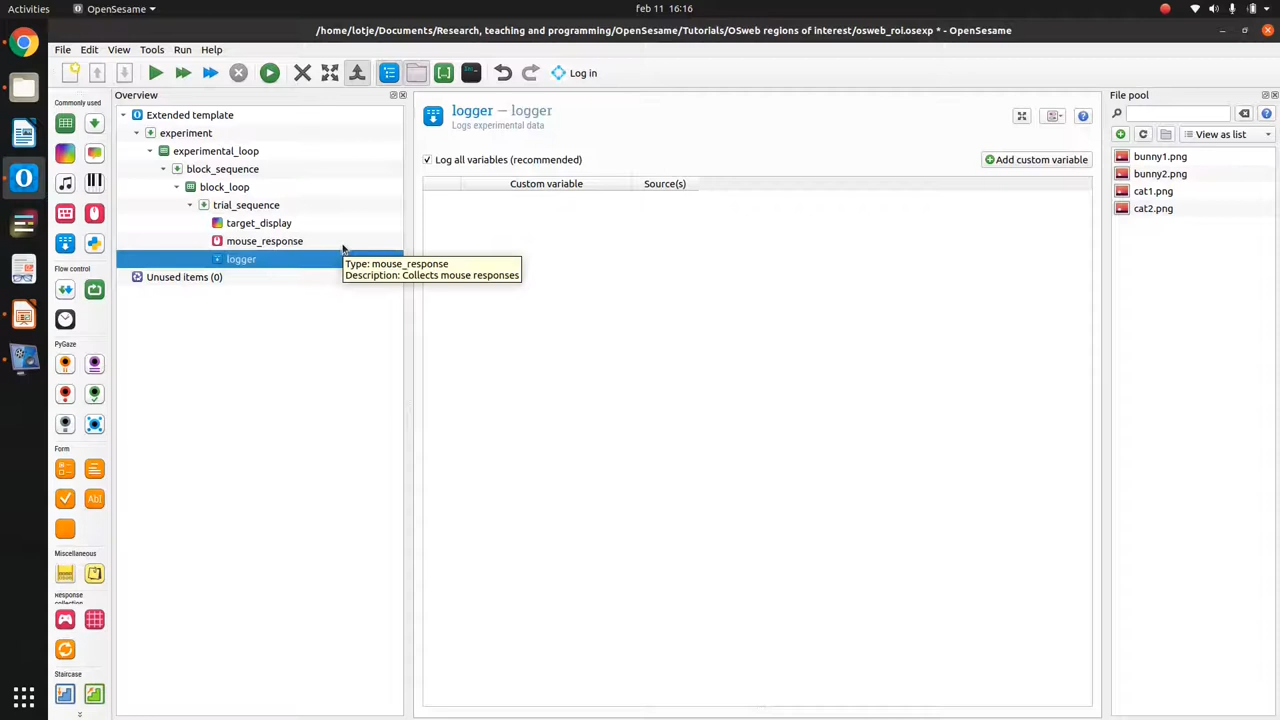 Activities
OpenSesame
feb 11 16:16
/home/lotje/Documents/Research, teaching and programming/OpenSesame/Tutorials/OSweb regions of interest/osweb_roi.osexp * - OpenSesame
File Edit View Tools Run Help
Log in
Commonly used
Flow control
PyGaze
Form
Abl
Miscellaneous
Response collection
Staircase
Overview
Extended template
experiment
experimental_loop
block_sequence
block_loop
trial_sequence
target_display
mouse_response
logger
Unused items (0)
Type: mouse_response
Description: Collects mouse responses
logger — logger
Logs experimental data
Log all variables (recommended)
Add custom variable
Custom variable
Source(s)
File pool
View as list
bunny1.png
bunny2.png
cat1.png
cat2.png